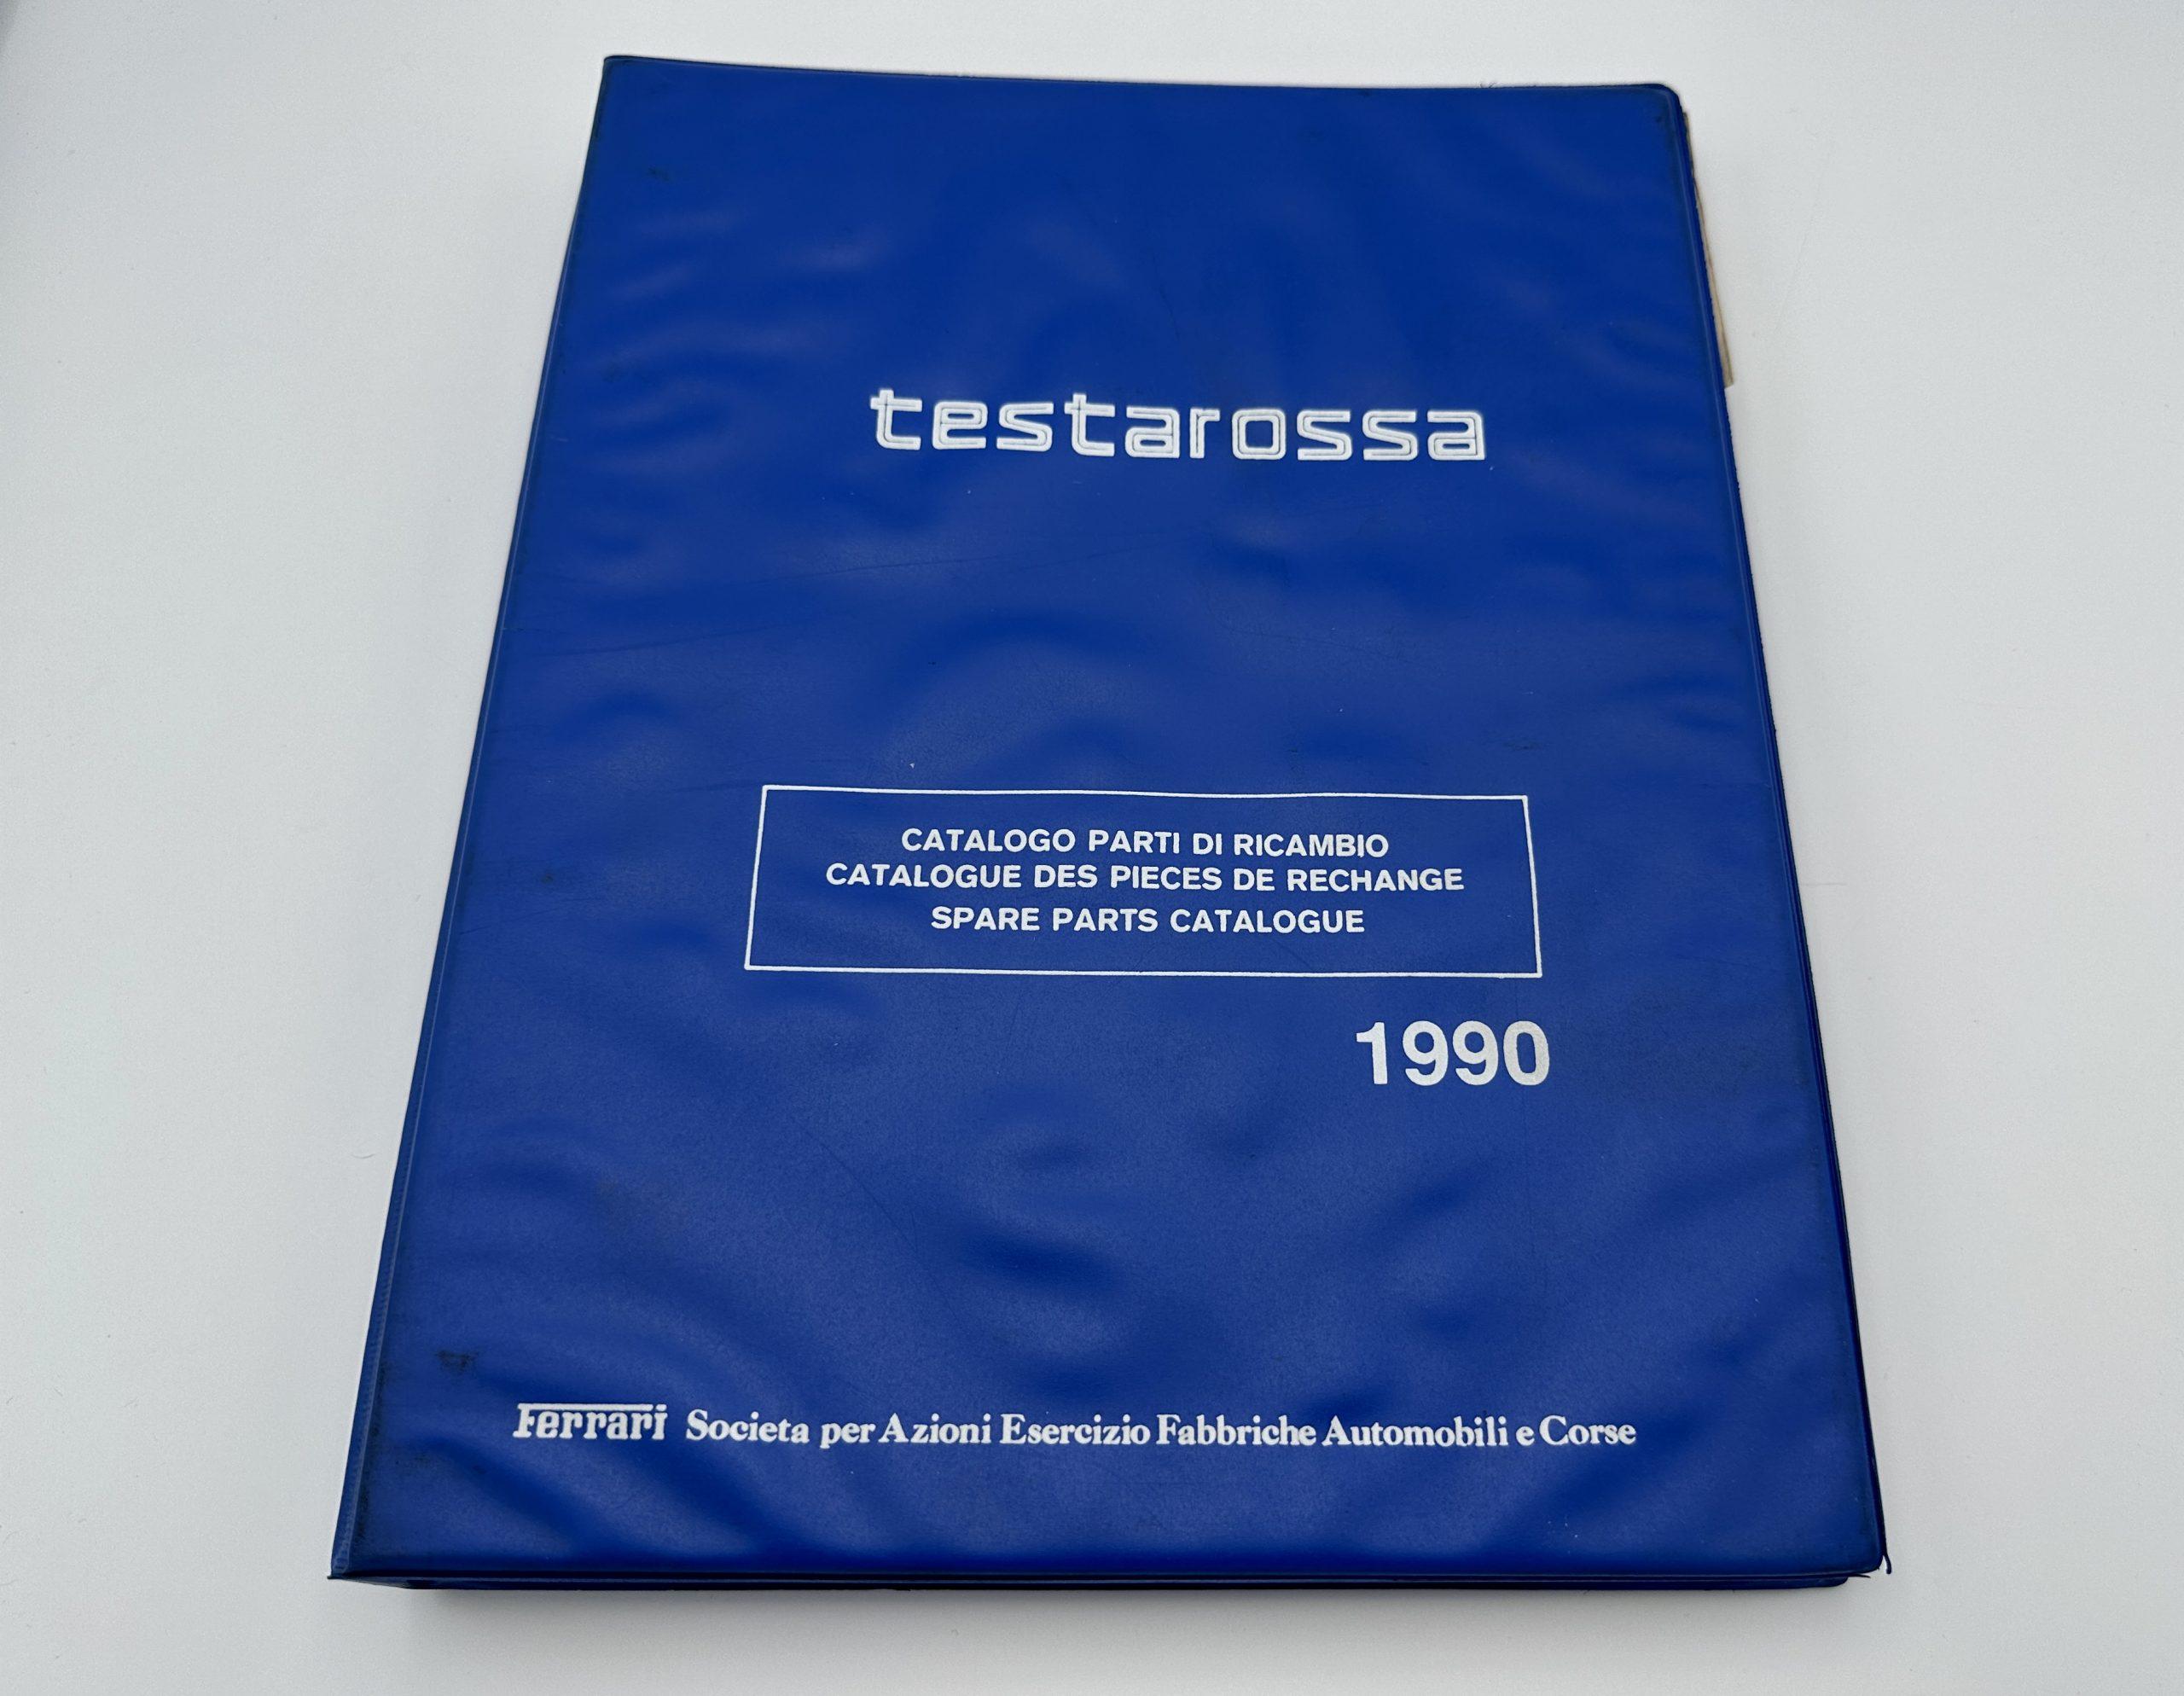 testarossa
CATALOGO PARTI DI RICAMBIO
CATALOGUE DES PIECES DE RECHANGE
SPARE PARTS CATALOGUE
1990
Ferrari Societa per Azioni Esercizio Fabbriche Automobili e Corse